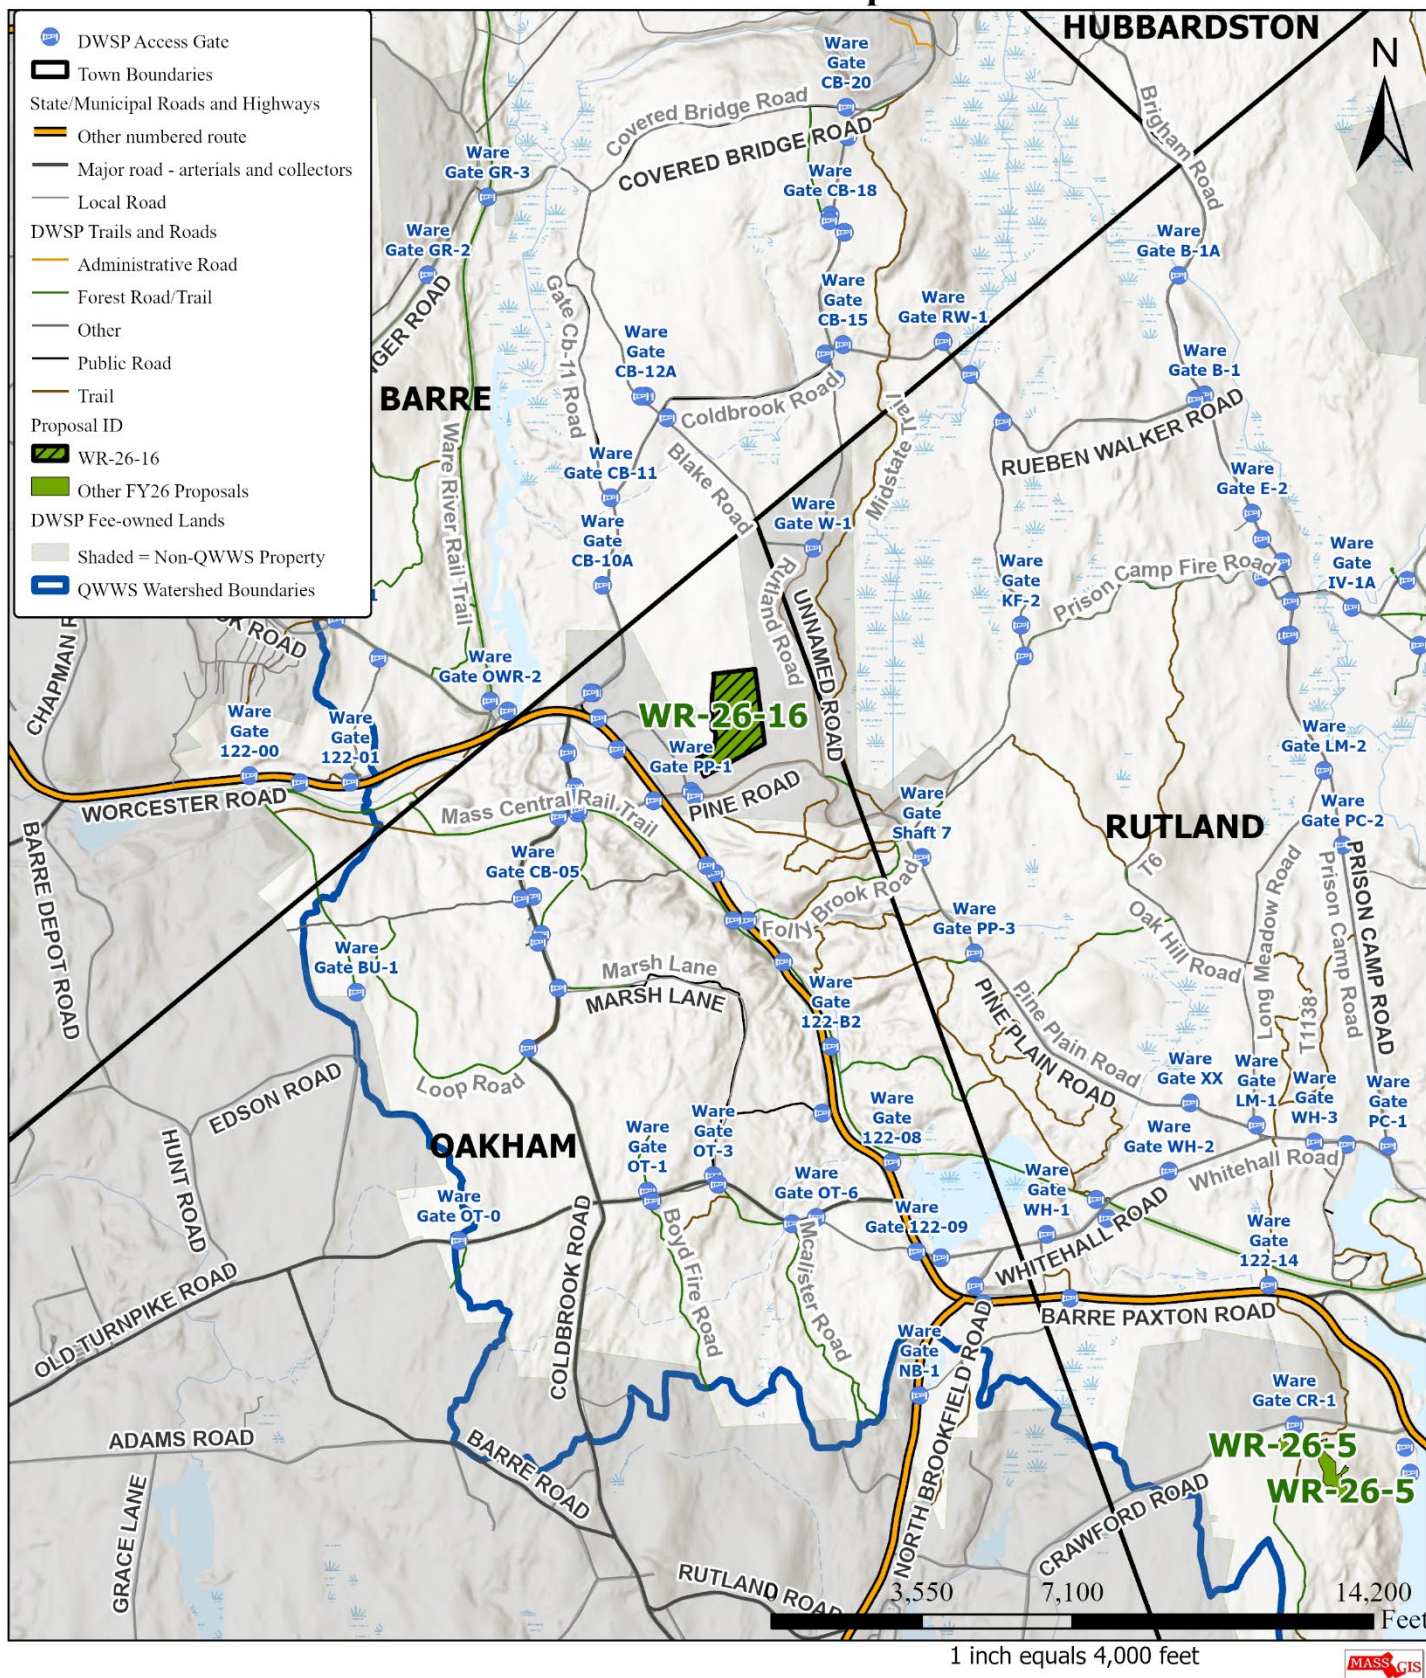 HUBBARDSTON
N
DWSP Access Gate
Town Boundaries
State/Municipal Roads and Highways
Other numbered route
Major road - arterials and collectors
Local Road
DWSP Trails and Roads
Administrative Road
Forest Road/Trail
Other
Public Road
Trail
Proposal ID
WR-26-16
Other FY26 Proposals
DWSP Fee-owned Lands
Shaded = Non-QWWS Property
QWWS Watershed Boundaries
Ware
Gate
CB-20
Covered Bridge Road
COVERED BRIDGE ROAD
Brigham Road
Ware
Gate GR-3
Ware
Gate CB-18
Ware
Gate GR-2
Ware
Gate B-1A
NGER ROAD
Gate Cb-11 Road
Ware
Gate
CB-15
Ware
Gate RW-1
Ware
Gate
CB-12A
Ware
Gate B-1
BARRE
Coldbrook Road
Midstate Trail
RUEBEN WALKER ROAD
Ware River Rail Trail
Blake Road
Ware
Gate CB-11
Ware
Gate E-2
Ware
Gate W-1
Ware
Gate
CB-10A
Ware
Gate
KF-2
Prison Camp Fire Road
Ware
Gate
IV-1A
1
Rutland Road
UNNAMED ROAD
CHAPMAN R
OK ROAD
Ware
Gate OWR-2
WR-26-16
Ware
Gate
122-00
Ware
Gate
122-01
Ware
Gate PP-1
Ware
Gate LM-2
WORCESTER ROAD
Mass Central Rail Trail
PINE ROAD
Ware
Gate
Shaft 7
RUTLAND
Ware
Gate PC-2
BARRE DEPOT ROAD
Ware
Gate CB-05
T6
Long Meadow Road
Prison Camp Road
PRISON CAMP ROAD
Folly Brook Road
Oak Hill Road
Ware
Gate PP-3
Ware
Gate BU-1
Marsh Lane
MARSH LANE
Ware
Gate
122-B2
Pine Plain Road
PINE PLAIN ROAD
T1138
EDSON ROAD
Loop Road
Ware
Gate XX
Ware
Gate
LM-1
Ware
Gate
WH-3
Ware
Gate
PC-1
HUNT ROAD
OAKHAM
Ware
Gate
OT-1
Ware
Gate
OT-3
Ware
Gate
122-08
Ware
Gate WH-2
Whitehall Road
Ware
Gate OT-0
Ware
Gate OT-6
Ware
Gate
WH-1
Ware
Gate 122-09
Ware
Gate
122-14
COLDBROOK ROAD
Boyd Fire Road
Mcalister Road
WHITEHALL ROAD
OLD TURNPIKE ROAD
BARRE PAXTON ROAD
Ware
Gate
NB-1
NORTH BROOKFIELD ROAD
Ware
Gate CR-1
ADAMS ROAD
BARRE ROAD
WR-26-5
WR-26-5
GRACE LANE
CRAWFORD ROAD
RUTLAND ROAD
0 3,550 7,100 14,200
Feet
1 inch equals 4,000 feet
MASS GIS